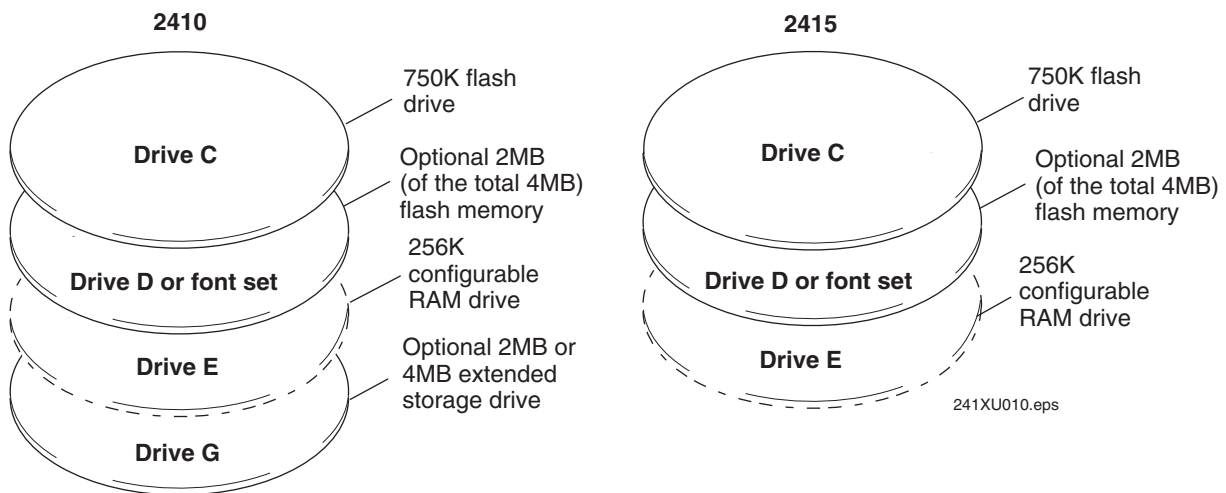 2410
750K flash
drive
Drive C
Optional 2MB
(of the total 4MB)
flash memory
Drive D or font set
256K
configurable
RAM drive
Drive E
Optional 2MB or
4MB extended
storage drive
Drive G
2415
750K flash
drive
Drive C
Optional 2MB
(of the total 4MB)
flash memory
Drive D or font set
256K
configurable
RAM drive
Drive E
241XU010.eps